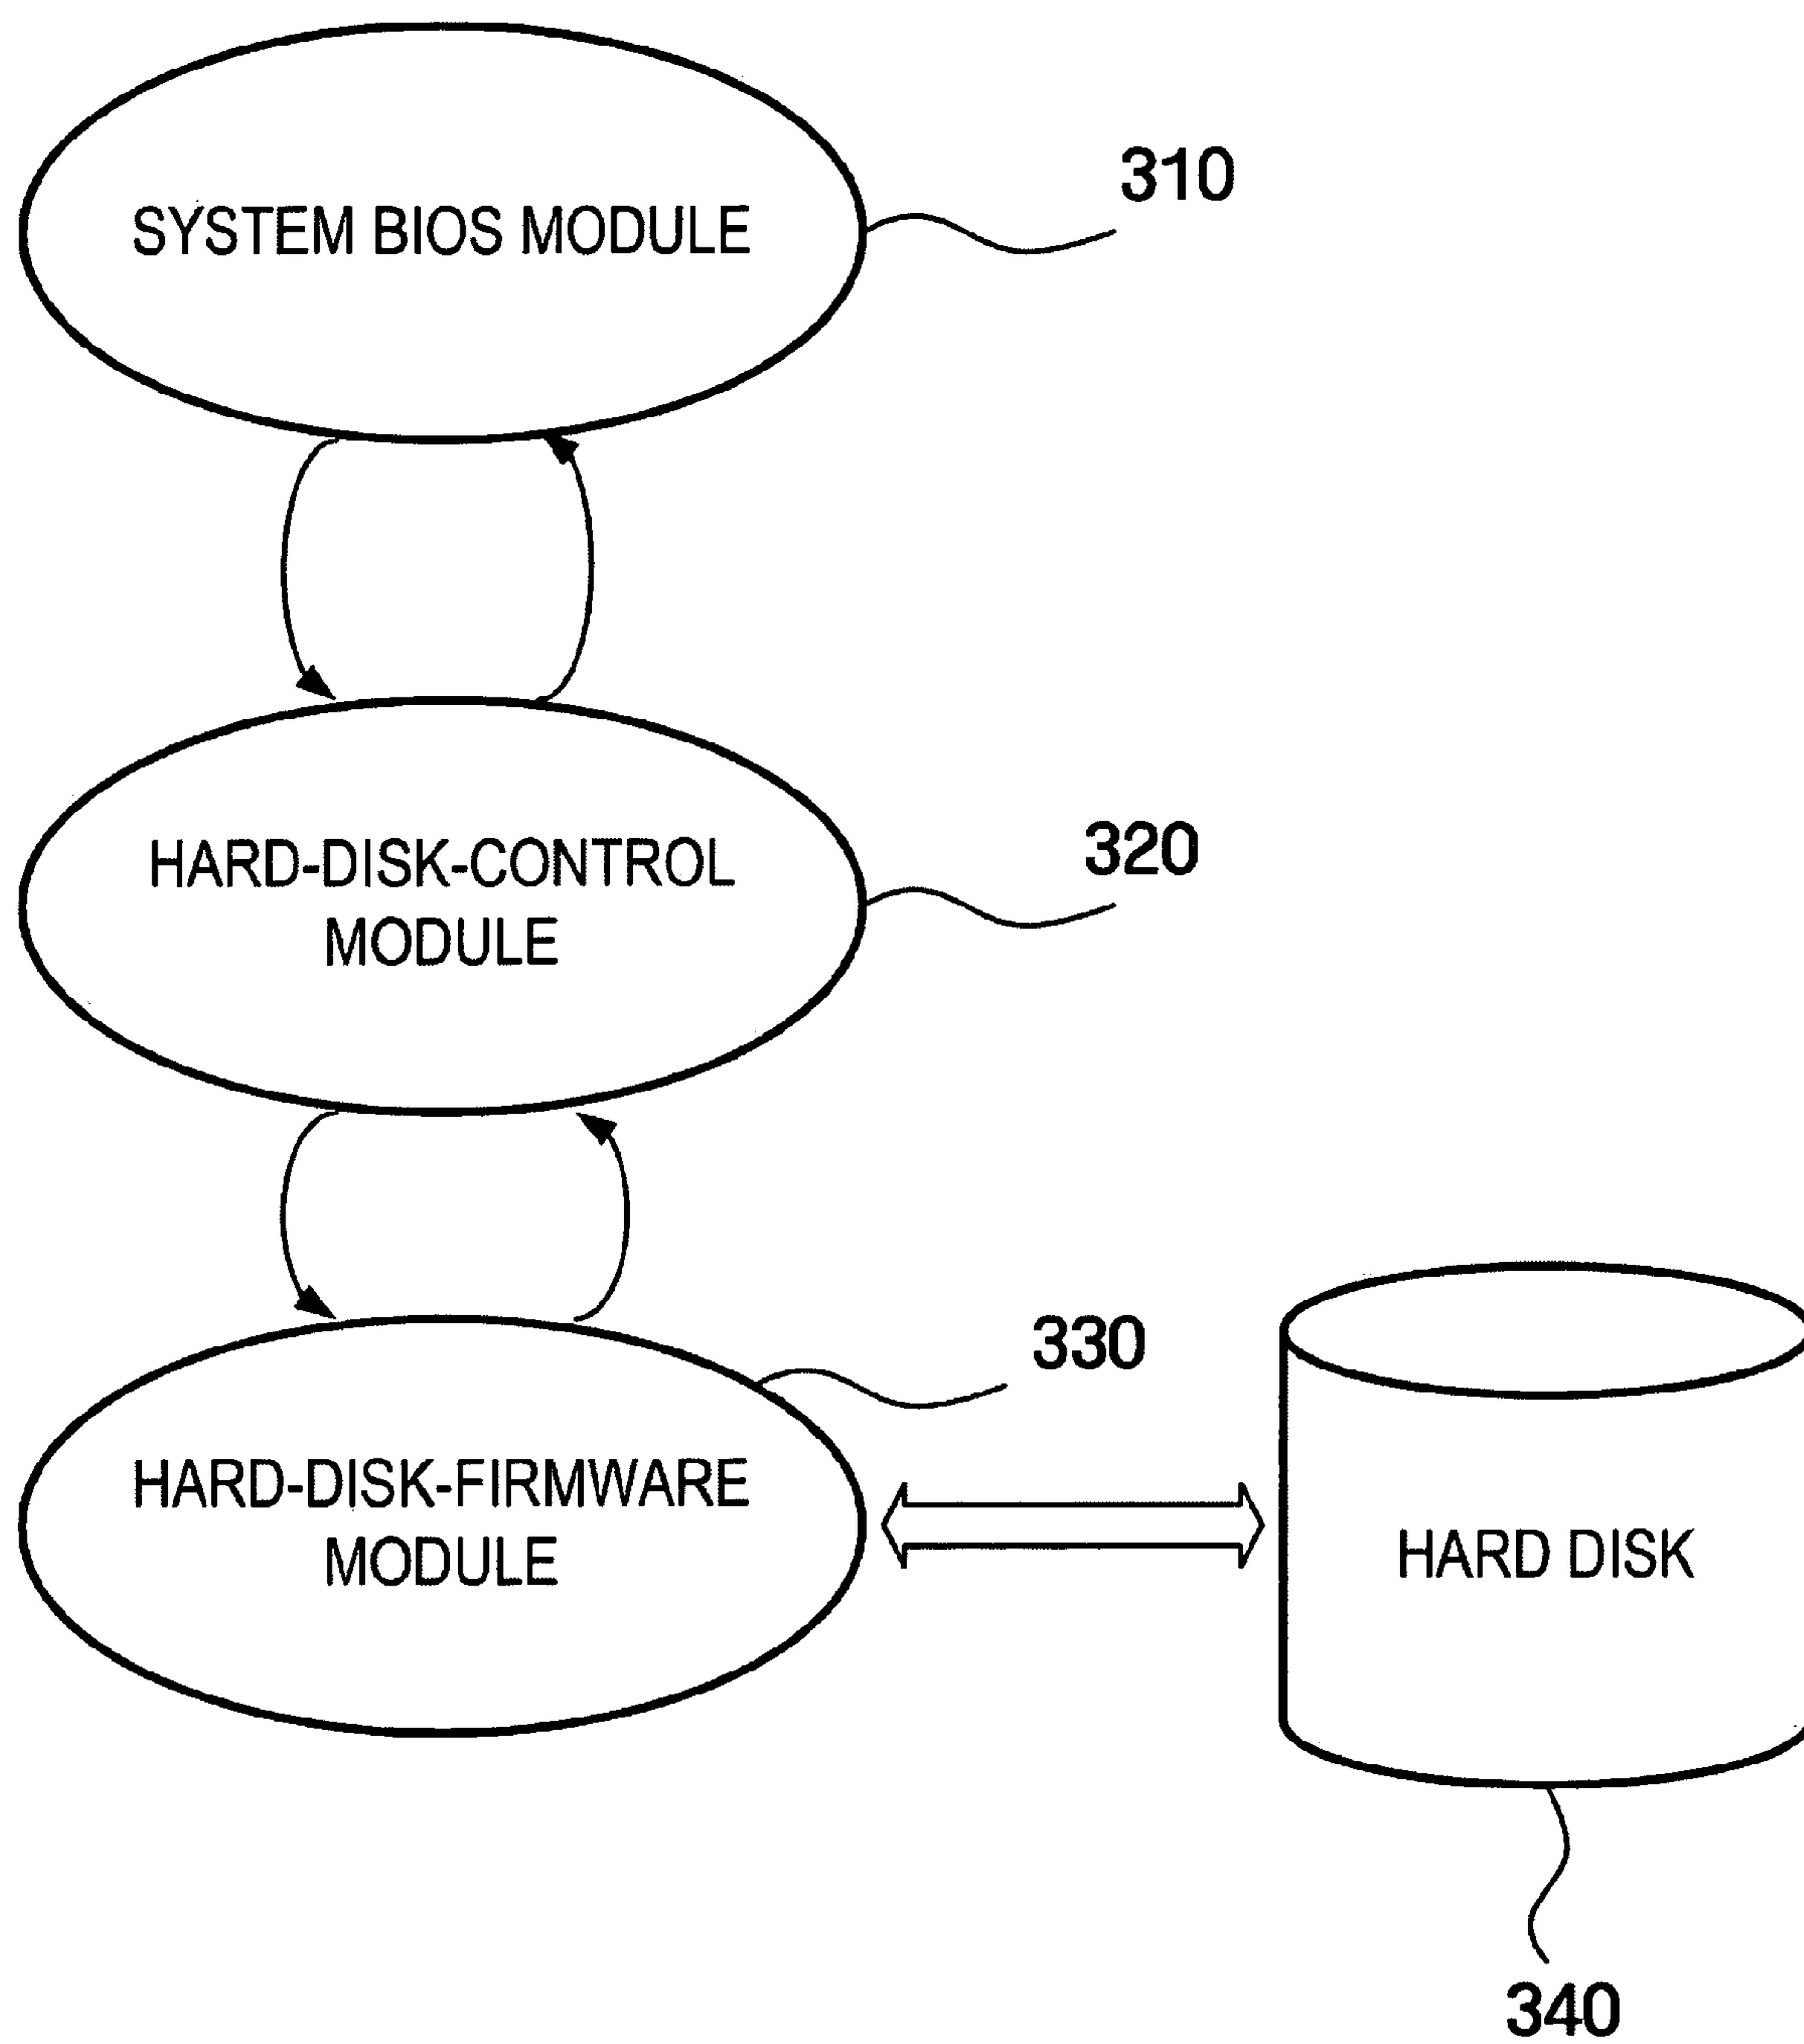 SYSTEM BIOS MODULE
310
HARD-DISK-CONTROL
MODULE
320
330
HARD-DISK-FIRMWARE
MODULE
HARD DISK
340